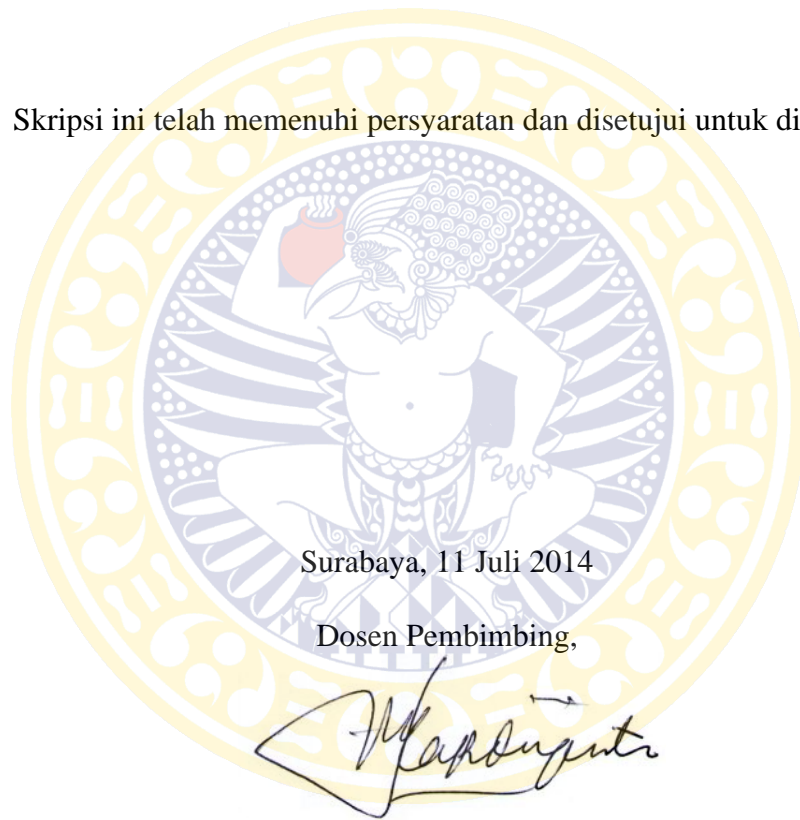 Skripsi ini telah memenuhi persyaratan dan disetujui untuk di
Surabaya, 11 Juli 2014
Dosen Pembimbing,